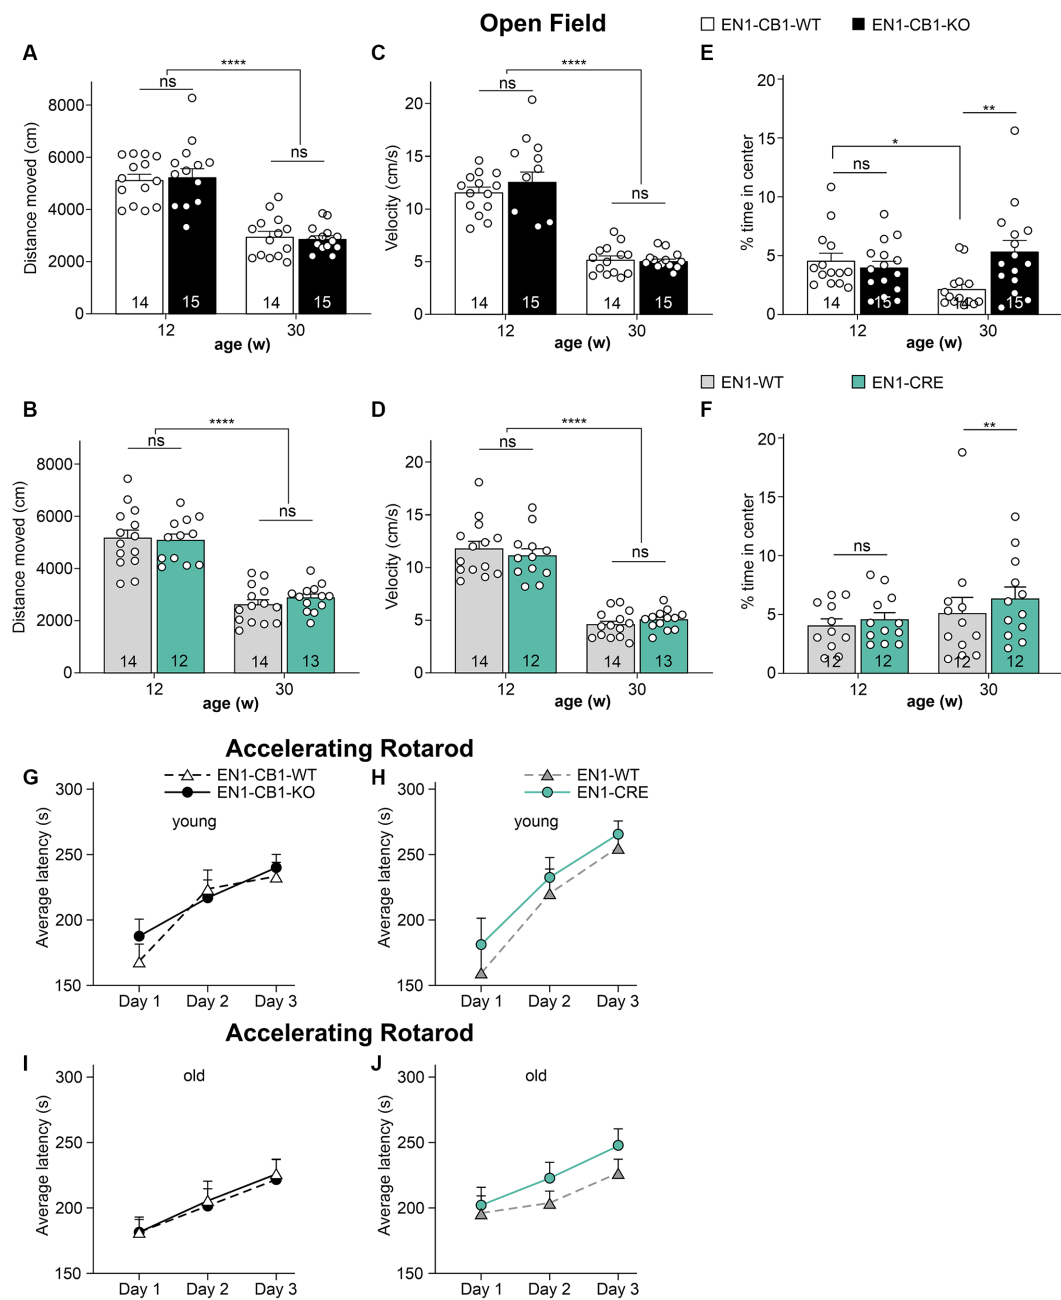 Open Field
EN1-CB1-WT EN1-CB1-KO
A
Distance moved (cm)
8000
6000
4000
2000
0
ns
****
ns
14 15 14 15
12 30
age (w)
C
Velocity (cm/s)
20
15
10
5
0
ns
****
ns
14 15 14 15
12 30
age (w)
E
% time in center
20
15
10
5
0
*
ns
**
14 15 14 15
12 30
age (w)
EN1-WT EN1-CRE
B
Distance moved (cm)
8000
6000
4000
2000
0
ns
****
ns
14 12 14 13
12 30
age (w)
D
Velocity (cm/s)
20
15
10
5
0
ns
****
ns
14 12 14 13
12 30
age (w)
F
% time in center
20
15
10
5
0
ns
**
12 12 12 12
12 30
age (w)
Accelerating Rotarod
G
EN1-CB1-WT
EN1-CB1-KO
young
Average latency (s)
300
250
200
150
Day 1 Day 2 Day 3
H
EN1-WT
EN1-CRE
young
Average latency (s)
300
250
200
150
Day 1 Day 2 Day 3
Accelerating Rotarod
I
old
Average latency (s)
300
250
200
150
Day 1 Day 2 Day 3
J
old
Average latency (s)
300
250
200
150
Day 1 Day 2 Day 3